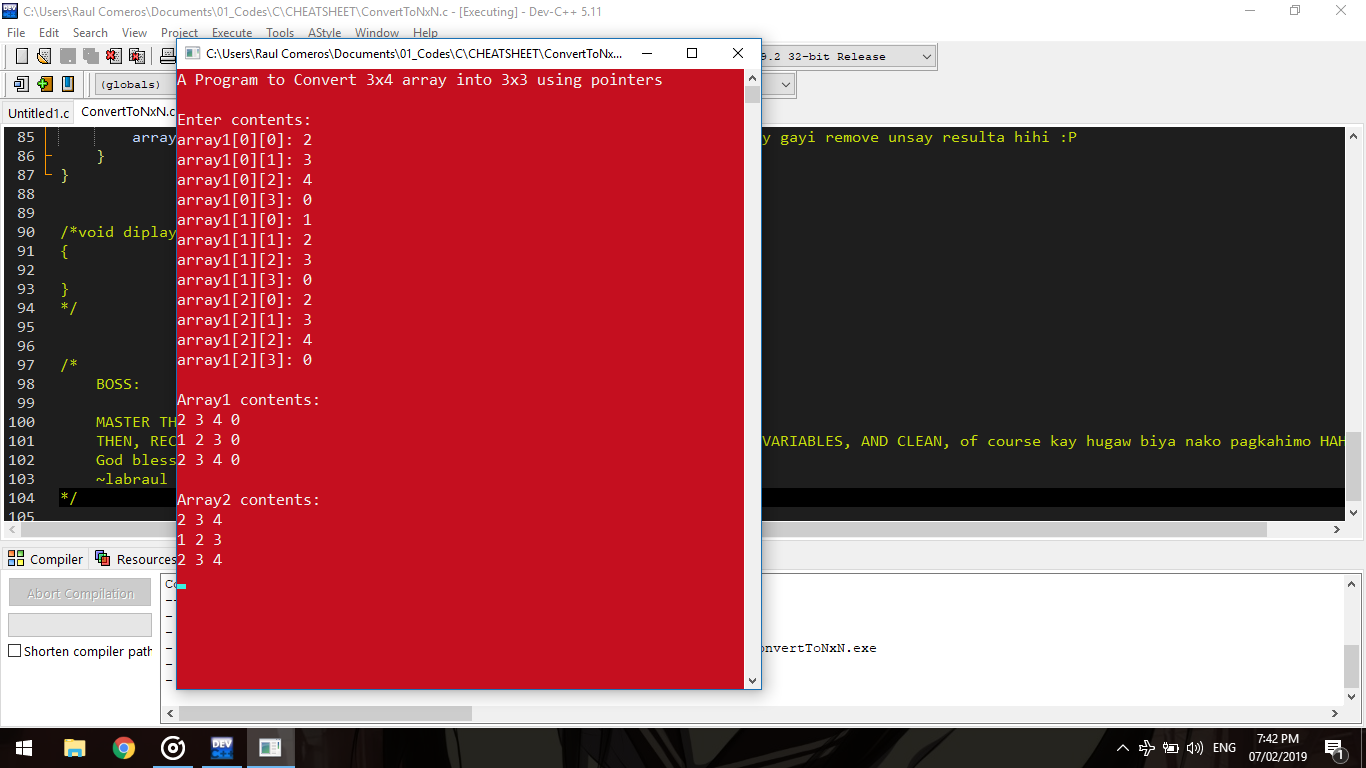 C:\Users\Raul Comeros\Documents\01_Codes\C\CHEATSHEET\ConvertToNxN.c - [Executing] - Dev-C++ 5.11
File Edit Search View Project Execute Tools AStyle Window Help
9.2 32-bit Release
(globals)
Untitled1.c ConvertToNxN.c
85 array y gayi remove unsay resulta hihi :P
86 }
87 }
88
89
90 /*void diplay
91 {
92
93 }
94 */
95
96
97 /*
98 BOSS:
99
100 MASTER TH
101 THEN, REC VARIABLES, AND CLEAN, of course kay hugaw biya nako pagkahimo HAH
102 God bless
103 ~labraul
104 */
105
C:\Users\Raul Comeros\Documents\01_Codes\C\CHEATSHEET\ConvertToNx...
A Program to Convert 3x4 array into 3x3 using pointers
Enter contents:
array1[0][0]: 2
array1[0][1]: 3
array1[0][2]: 4
array1[0][3]: 0
array1[1][0]: 1
array1[1][1]: 2
array1[1][2]: 3
array1[1][3]: 0
array1[2][0]: 2
array1[2][1]: 3
array1[2][2]: 4
array1[2][3]: 0
Array1 contents:
2 3 4 0
1 2 3 0
2 3 4 0
Array2 contents:
2 3 4
1 2 3
2 3 4
Compiler Resources
Abort Compilation
Shorten compiler path
onvertToNxN.exe
DEV
ENG
7:42 PM
07/02/2019
1